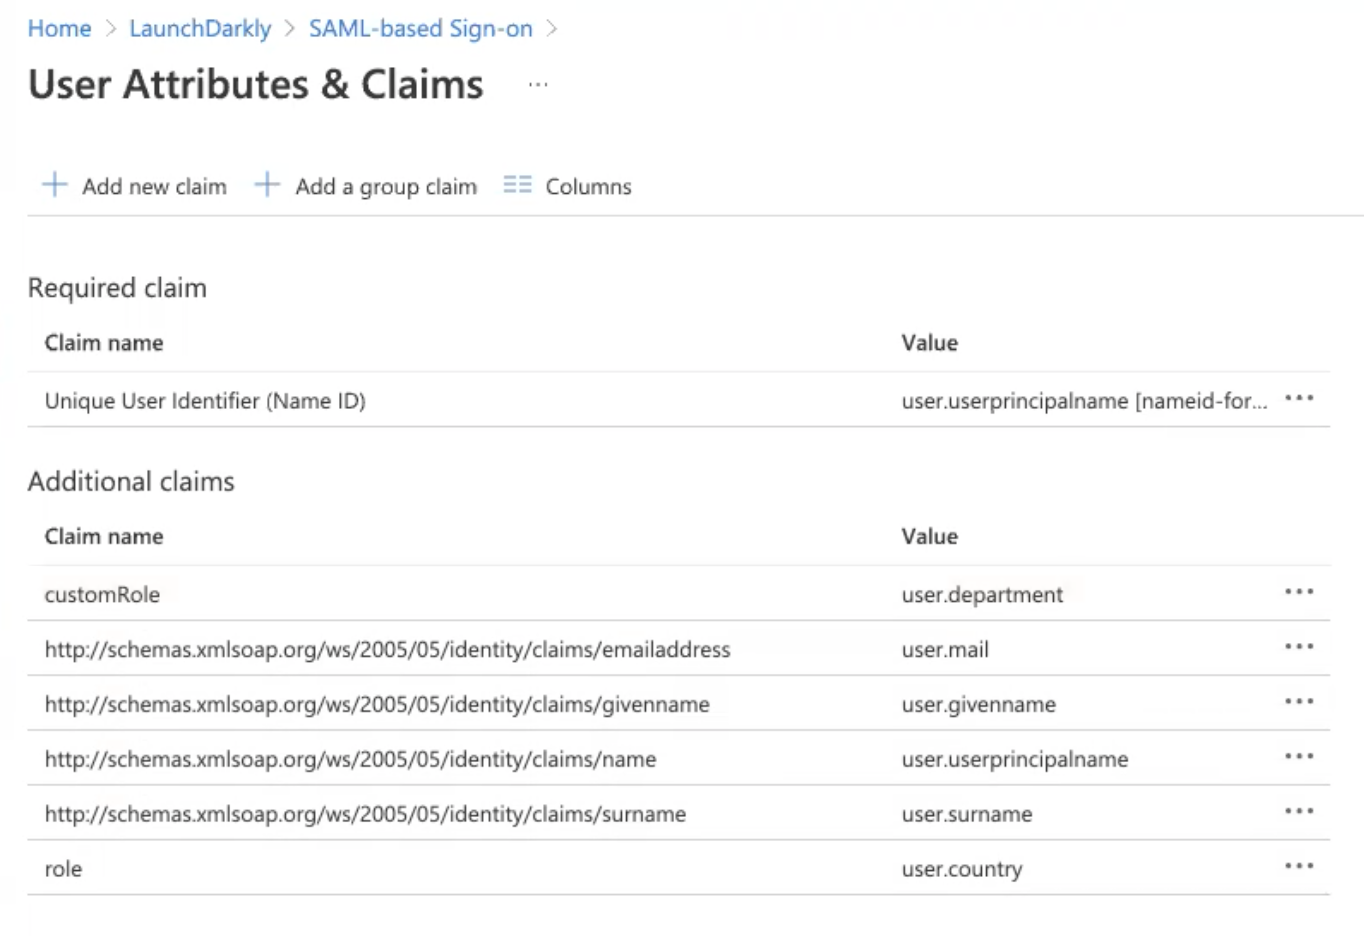 Home > LaunchDarkly > SAML-based Sign-on >
User Attributes & Claims ...
+ Add new claim + Add a group claim Columns
Required claim
Claim name Value
Unique User Identifier (Name ID) user.userprincipalname [nameid-for... ...
Additional claims
Claim name Value
customRole user.department ...
http://schemas.xmlsoap.org/ws/2005/05/identity/claims/emailaddress user.mail ...
http://schemas.xmlsoap.org/ws/2005/05/identity/claims/givenname user.givenname ...
http://schemas.xmlsoap.org/ws/2005/05/identity/claims/name user.userprincipalname ...
http://schemas.xmlsoap.org/ws/2005/05/identity/claims/surname user.surname ...
role user.country ...